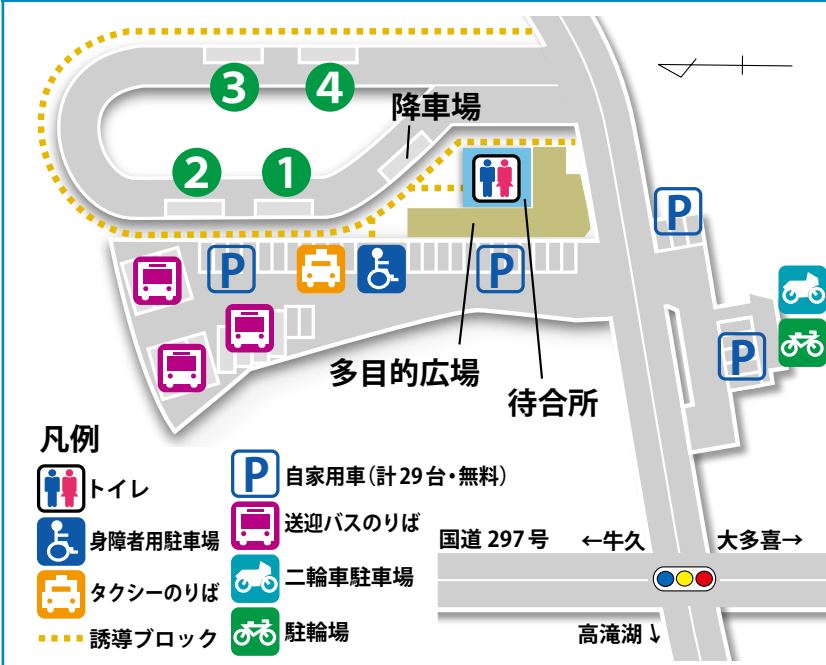 3
4
降車場
2
1
P
P
P
P
多目的広場
待合所
凡例
トイレ
身障者用駐車場
タクシーのりば
誘導ブロック
P 自家用車(計29台・無料)
送迎バスのりば
二輪車駐車場
駐輪場
国道297号 ←牛久 大多喜→
高滝湖↓